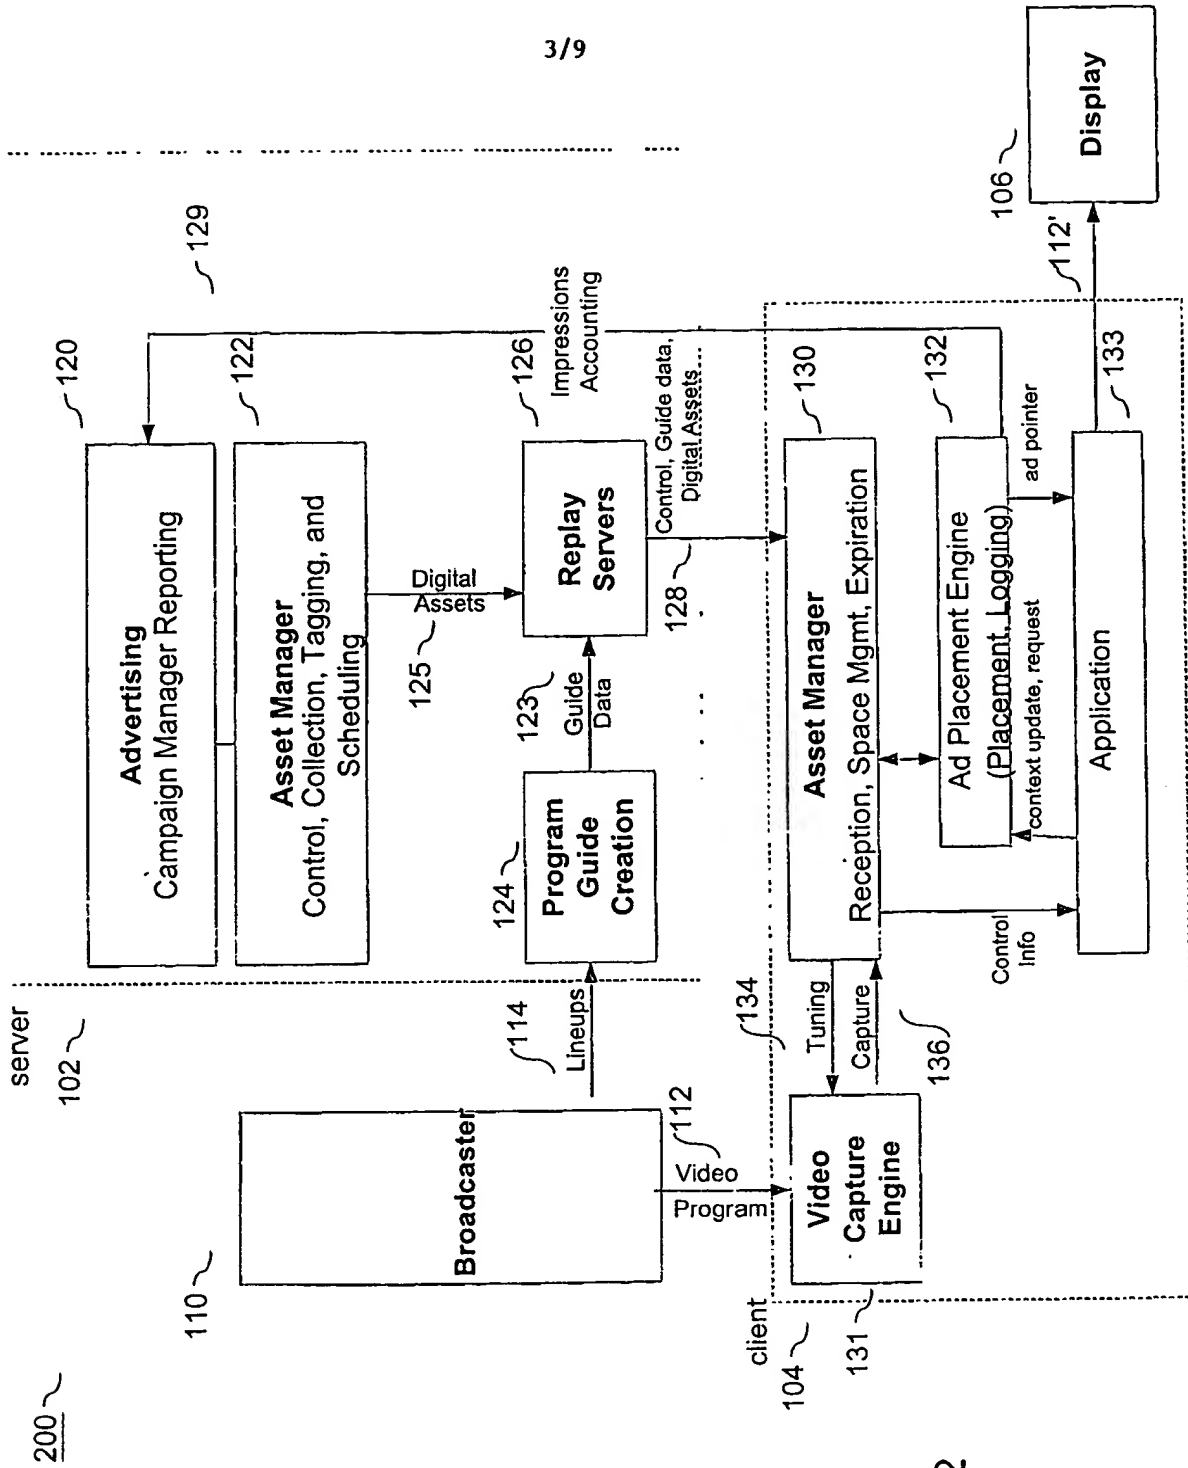 3/9
200
server
102
120
Advertising
Campaign Manager Reporting
129
122
Asset Manager
Control, Collection, Tagging, and
Scheduling
110
Broadcaster
114
Lineups
124
Program
Guide
Creation
123
Guide
Data
125
Digital
Assets
126
Replay
Servers
Impressions
Accounting
Control, Guide data,
Digital Assets
128
112
Video
Program
client
104
131
Video
Capture
Engine
134
Tuning
Capture
136
130
Asset Manager
Reception, Space Mgmt, Expiration
132
Ad Placement Engine
(Placement, Logging)
Control
Info
context update, request
ad pointer
133
Application
112'
106
Display
2